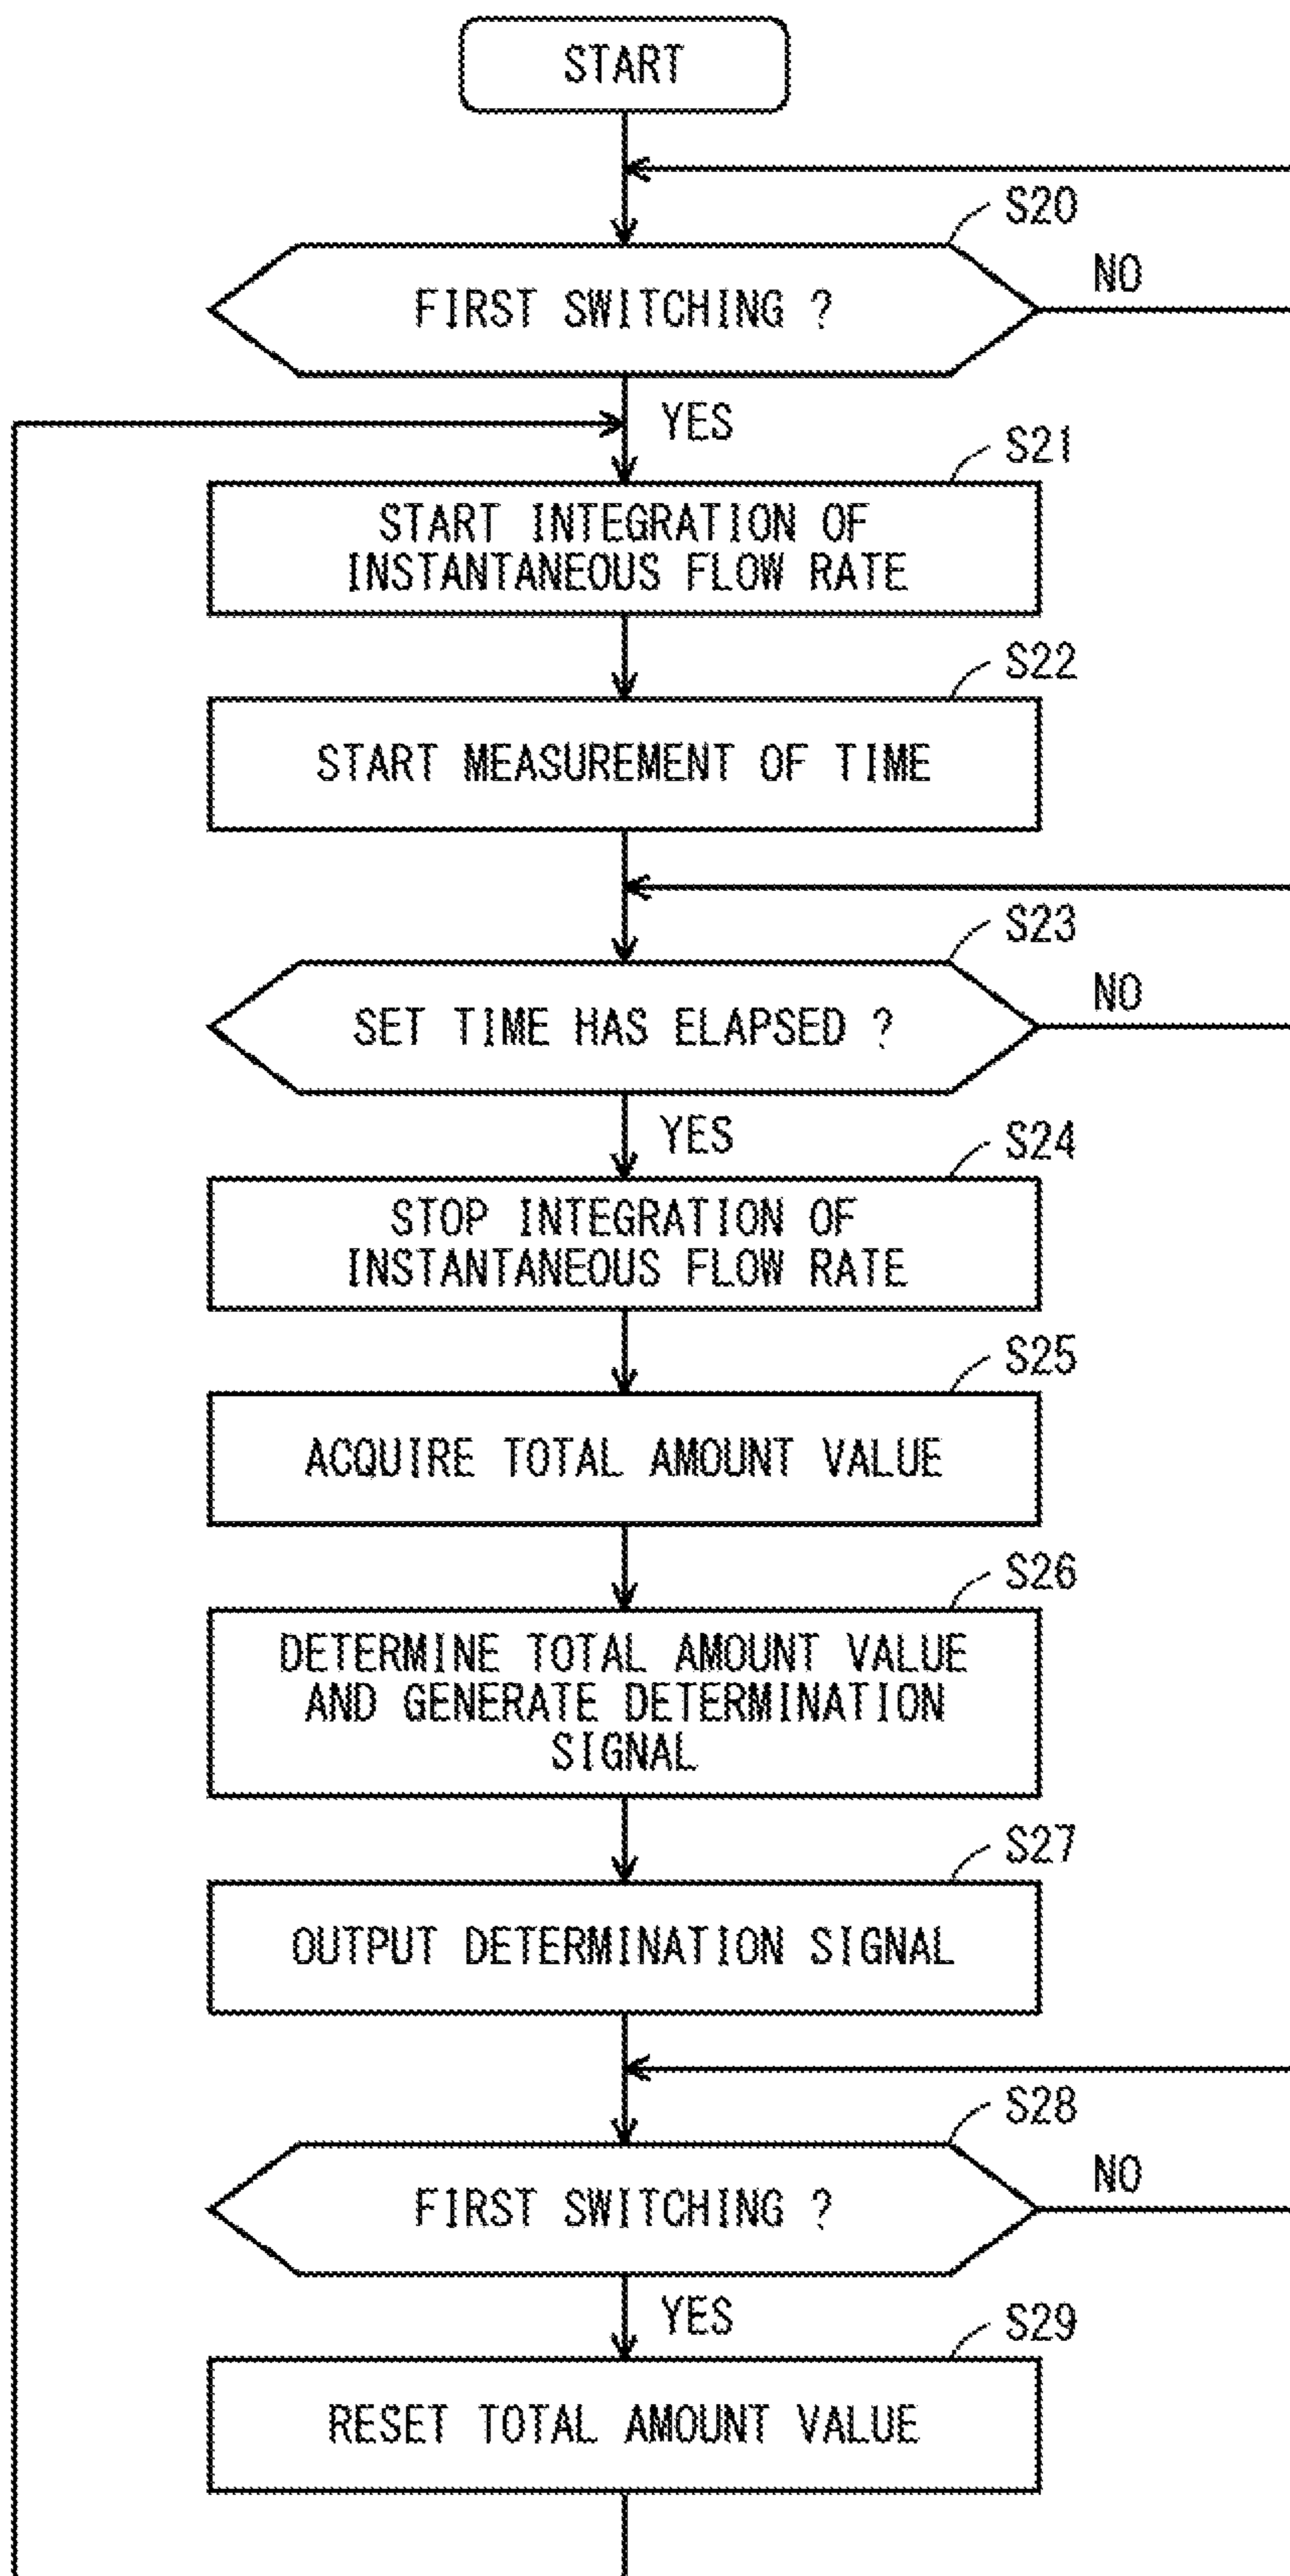 START
S20
FIRST SWITCHING ?
NO
YES
S21
START INTEGRATION OF
INSTANTANEOUS FLOW RATE
S22
START MEASUREMENT OF TIME
S23
SET TIME HAS ELAPSED ?
NO
YES
S24
STOP INTEGRATION OF
INSTANTANEOUS FLOW RATE
S25
ACQUIRE TOTAL AMOUNT VALUE
S26
DETERMINE TOTAL AMOUNT VALUE
AND GENERATE DETERMINATION
SIGNAL
S27
OUTPUT DETERMINATION SIGNAL
S28
FIRST SWITCHING ?
NO
YES
S29
RESET TOTAL AMOUNT VALUE